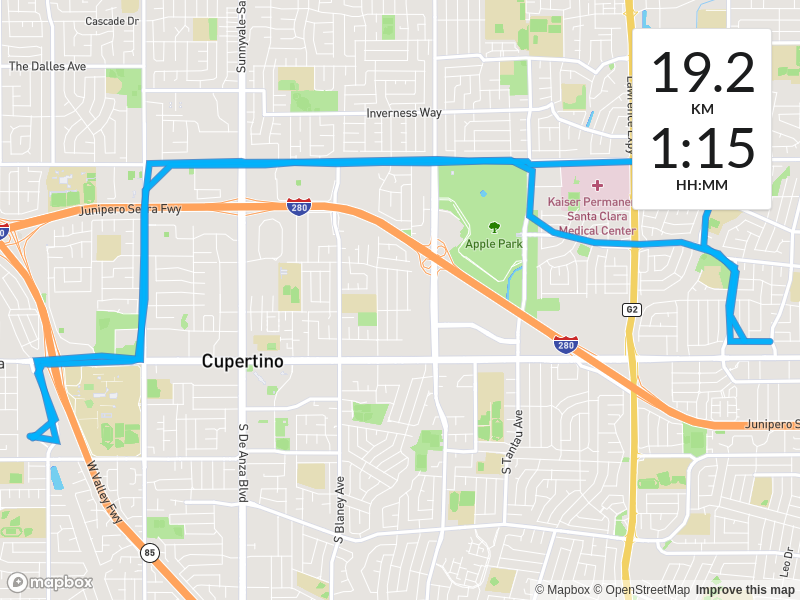 Cascade Dr
Sunnyvale-Sa
The Dalles Ave
Inverness Way
Lawrence Expy
19.2
KM
1:15
HH:MM
Kaiser Permanen
Santa Clara
Medical Center
Junipero Serra Fwy
280
Apple Park
G2
280
Cupertino
Junipero S
S De Anza Blvd
S Blaney Ave
S Tantau Ave
W Valley Fwy
85
Leo Dr
mapbox
© Mapbox © OpenStreetMap Improve this map